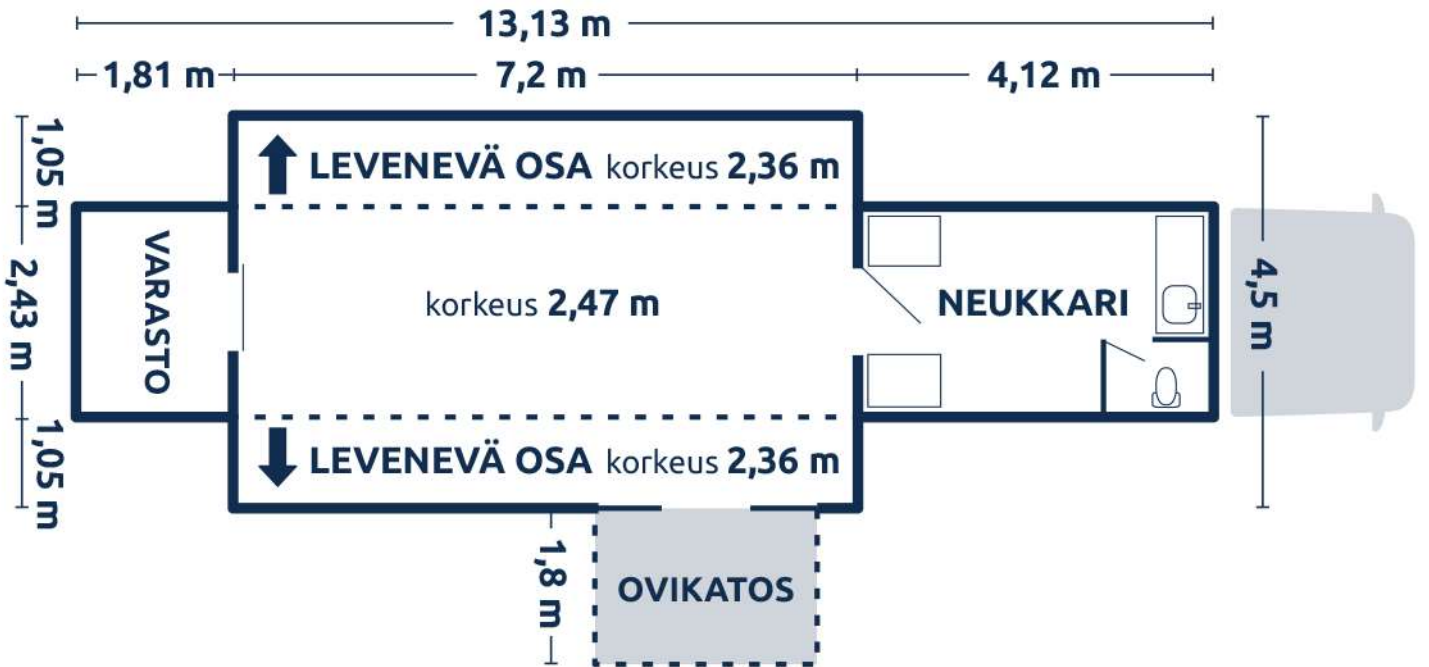 13,13 m
1,81 m
7,2 m
4,12 m
1,05 m
LEVENEVÄ OSA korkeus 2,36 m
VARASTO
2,43 m
korkeus 2,47 m
NEUKKARI
4,5 m
1,05 m
LEVENEVÄ OSA korkeus 2,36 m
1,8 m
OVIKATOS